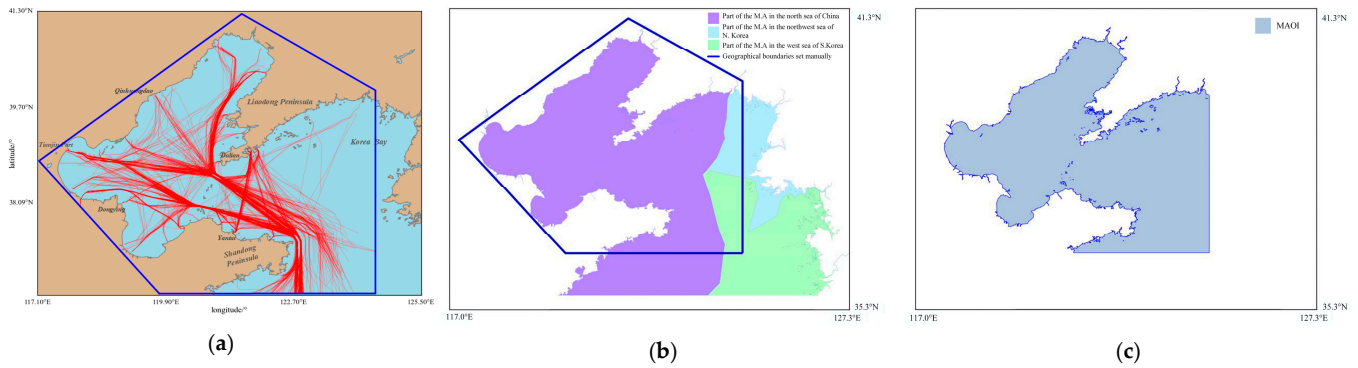 41.30°N
39.70°N
latitude/°
38.09°N
117.10°E
119.90°E
122.70°E
125.50°E
longitude/°
Qinhuangdao
Liaodong Peninsula
Tianjin Port
Dalian
Korea Bay
Dongying
Yantai
Shandong
Peninsula
(a)
Part of the M.A in the north sea of China
Part of the M.A in the northwest sea of
N. Korea
Part of the M.A in the west sea of S.Korea
Geographical boundaries set manually
41.3°N
35.3°N
117.0°E
127.3°E
(b)
MAOI
41.3°N
35.3°N
117.0°E
127.3°E
(c)